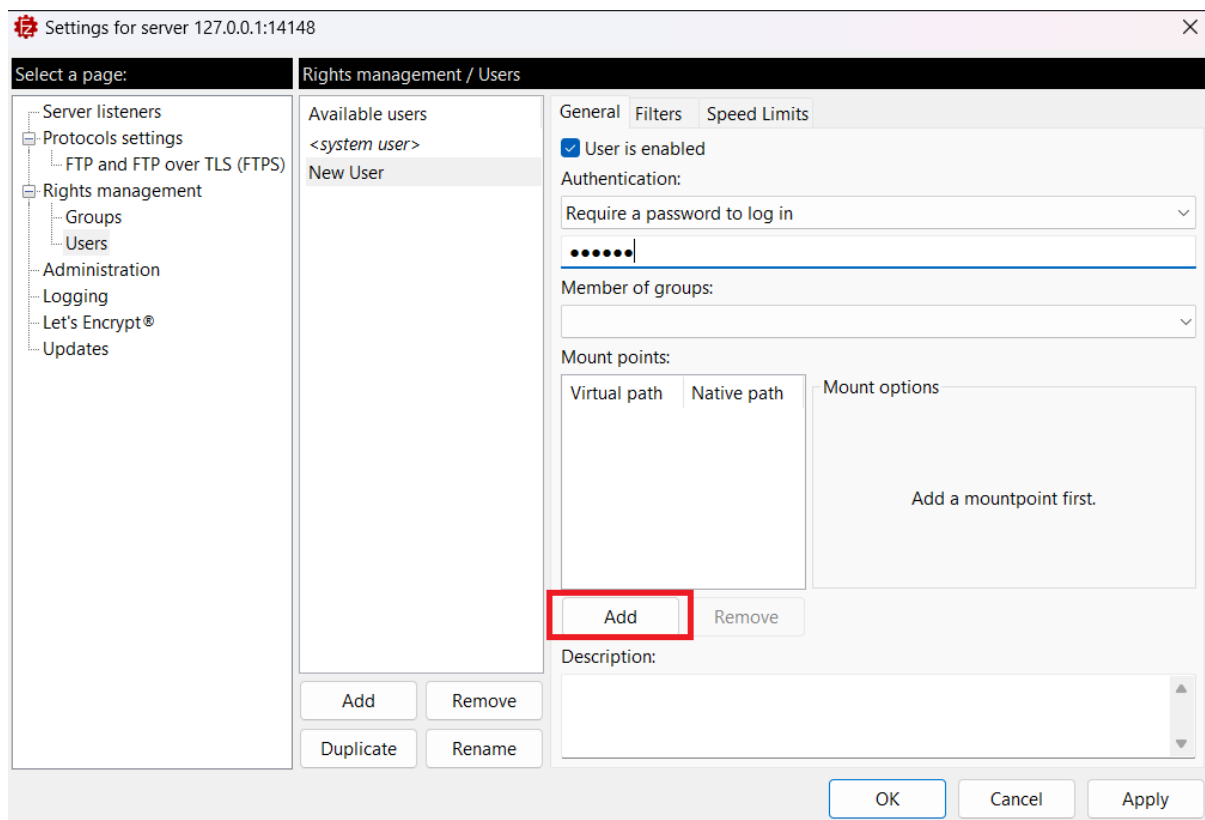 Settings for server 127.0.0.1:14148
Select a page:
Server listeners
Protocols settings
FTP and FTP over TLS (FTPS)
Rights management
Groups
Users
Administration
Logging
Let's Encrypt®
Updates
Rights management / Users
Available users
<system user>
New User
Add
Remove
Duplicate
Rename
General
Filters
Speed Limits
User is enabled
Authentication:
Require a password to log in
••••••
Member of groups:
Mount points:
Virtual path
Native path
Mount options
Add a mountpoint first.
Add
Remove
Description:
OK
Cancel
Apply